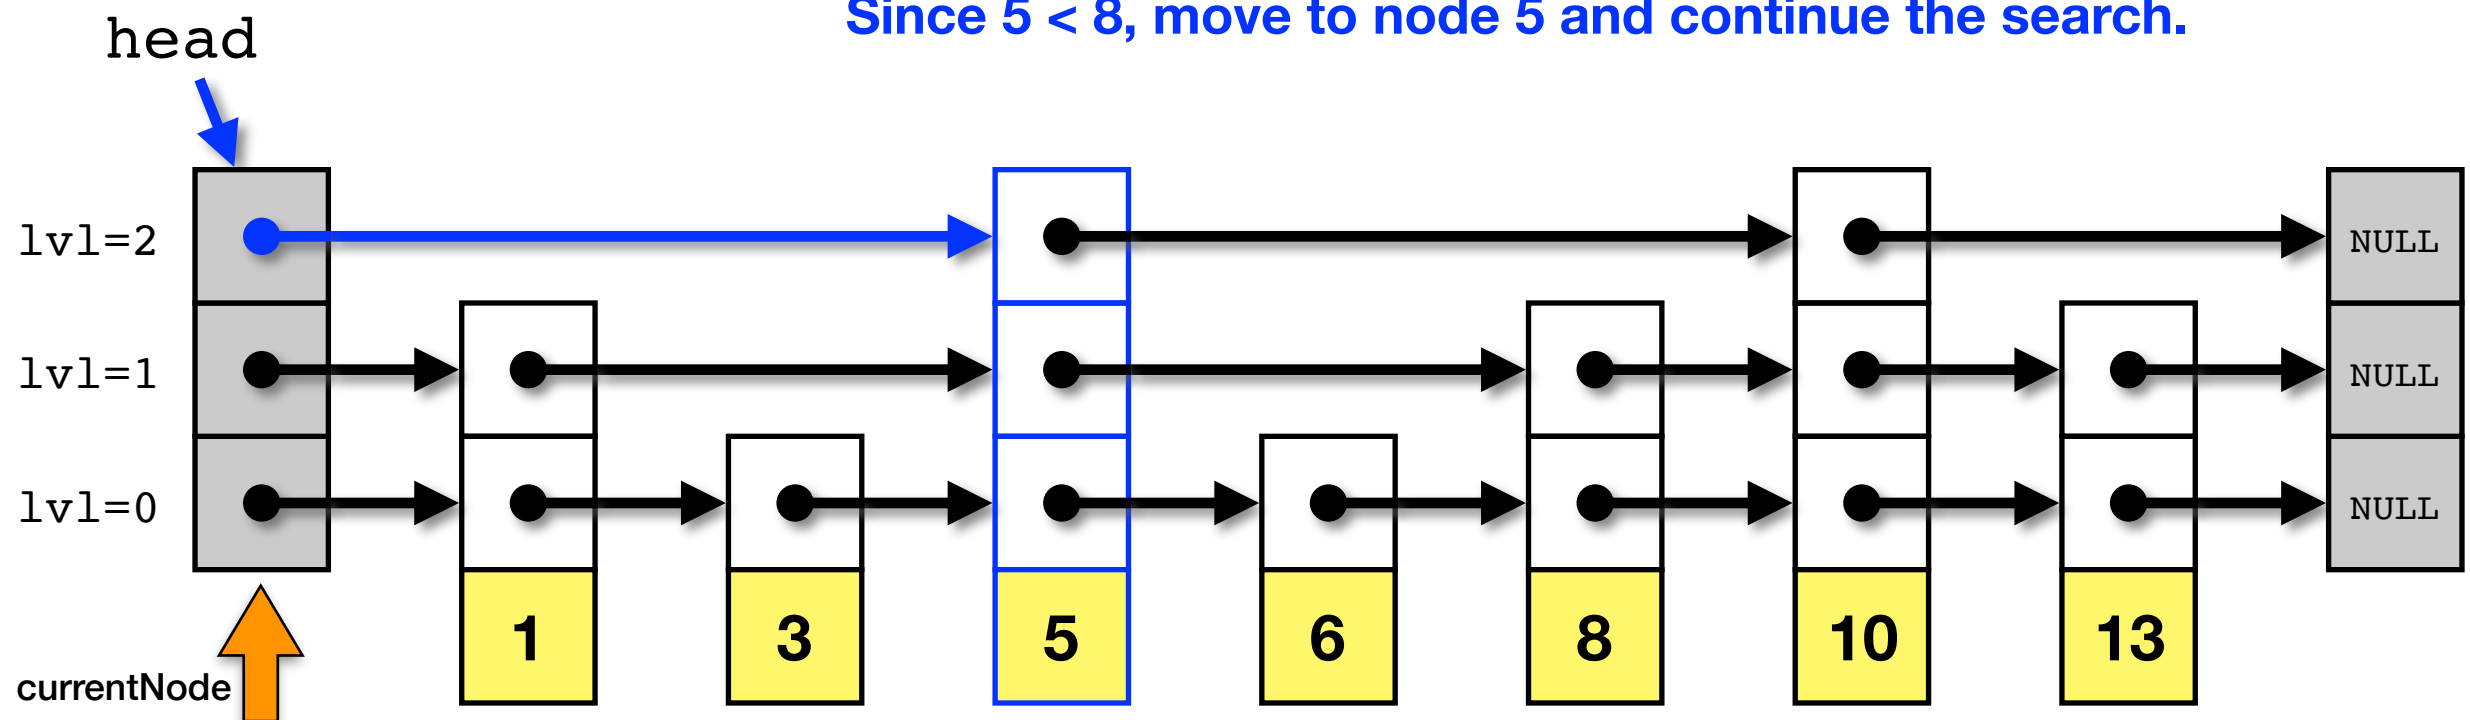 Since 5 < 8, move to node 5 and continue the search.
head
lvl=2
NULL
lvl=1
NULL
lvl=0
NULL
1 3 5 6 8 10 13
currentNode